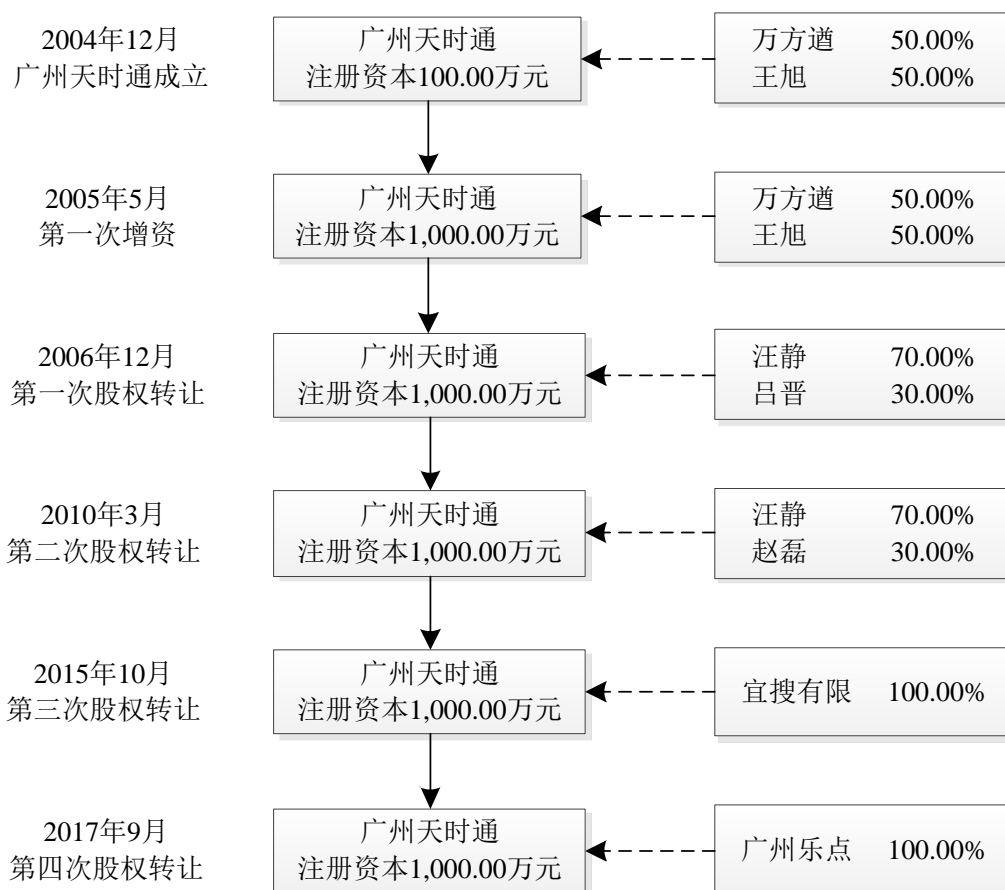 2004年12月
广州天时通成立
广州天时通
注册资本100.00万元
万方遒 50.00%
王旭 50.00%
2005年5月
第一次增资
广州天时通
注册资本1,000.00万元
万方遒 50.00%
王旭 50.00%
2006年12月
第一次股权转让
广州天时通
注册资本1,000.00万元
汪静 70.00%
吕晋 30.00%
2010年3月
第二次股权转让
广州天时通
注册资本1,000.00万元
汪静 70.00%
赵磊 30.00%
2015年10月
第三次股权转让
广州天时通
注册资本1,000.00万元
宜搜有限 100.00%
2017年9月
第四次股权转让
广州天时通
注册资本1,000.00万元
广州乐点 100.00%